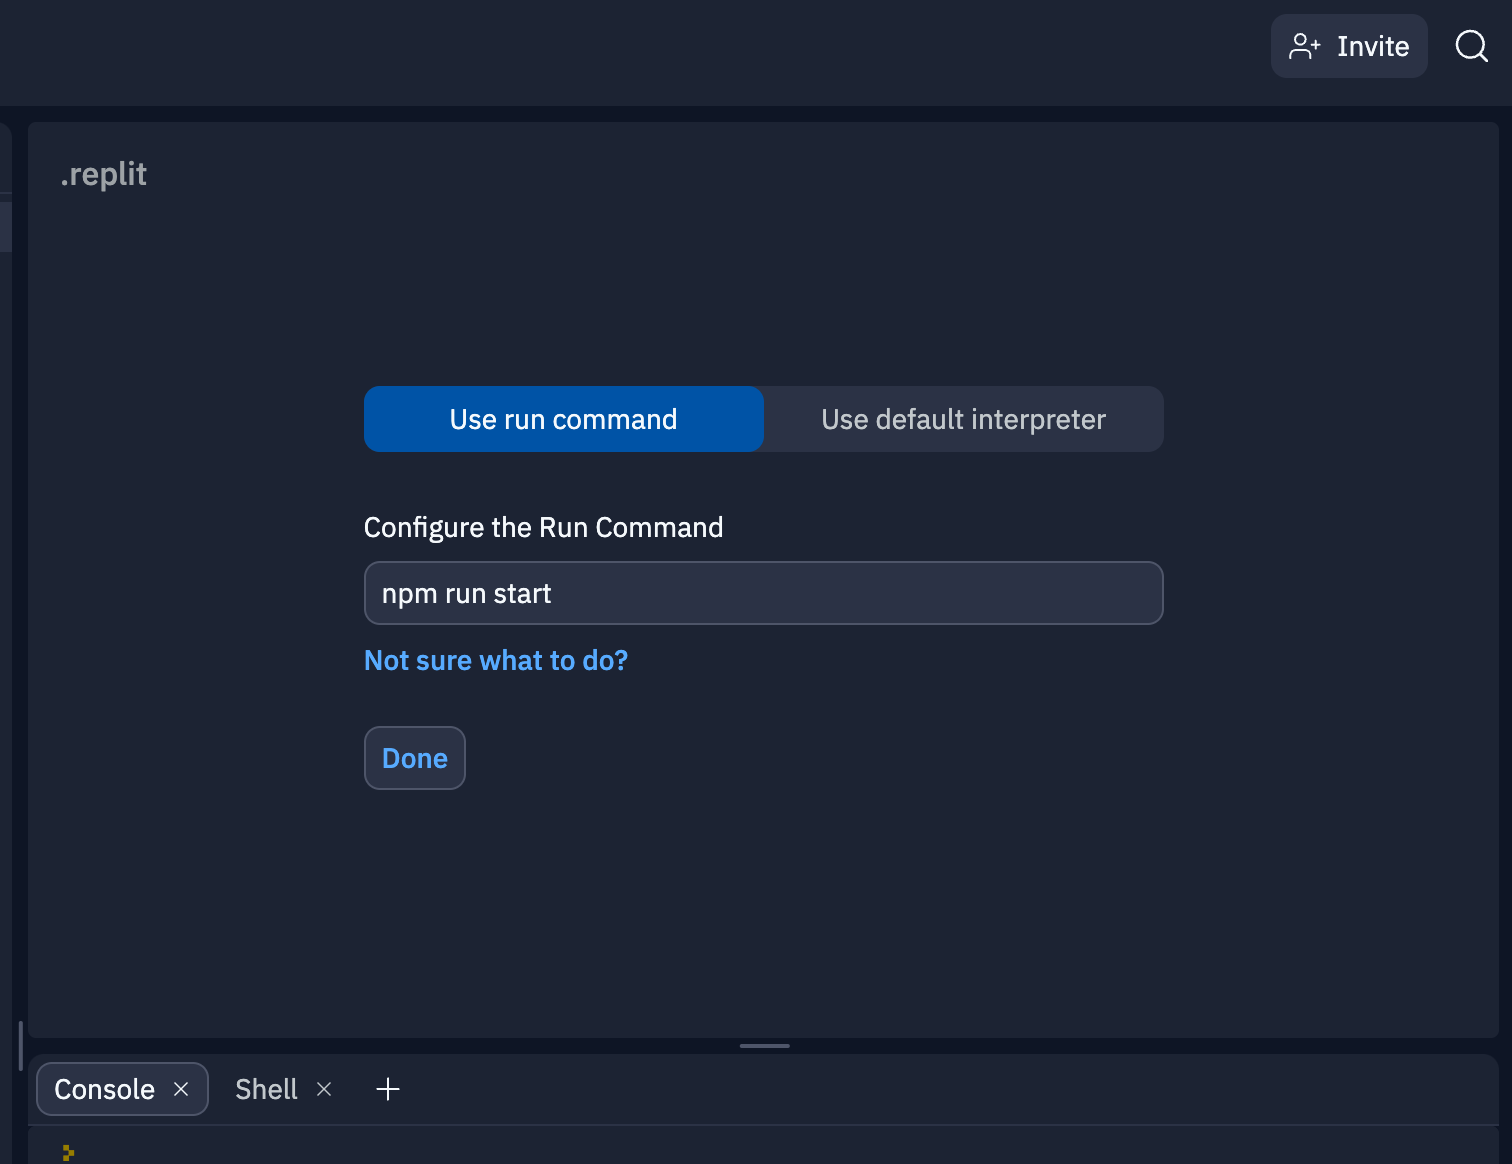 Invite
.replit
Use run command
Use default interpreter
Configure the Run Command
npm run start
Not sure what to do?
Done
Console
Shell